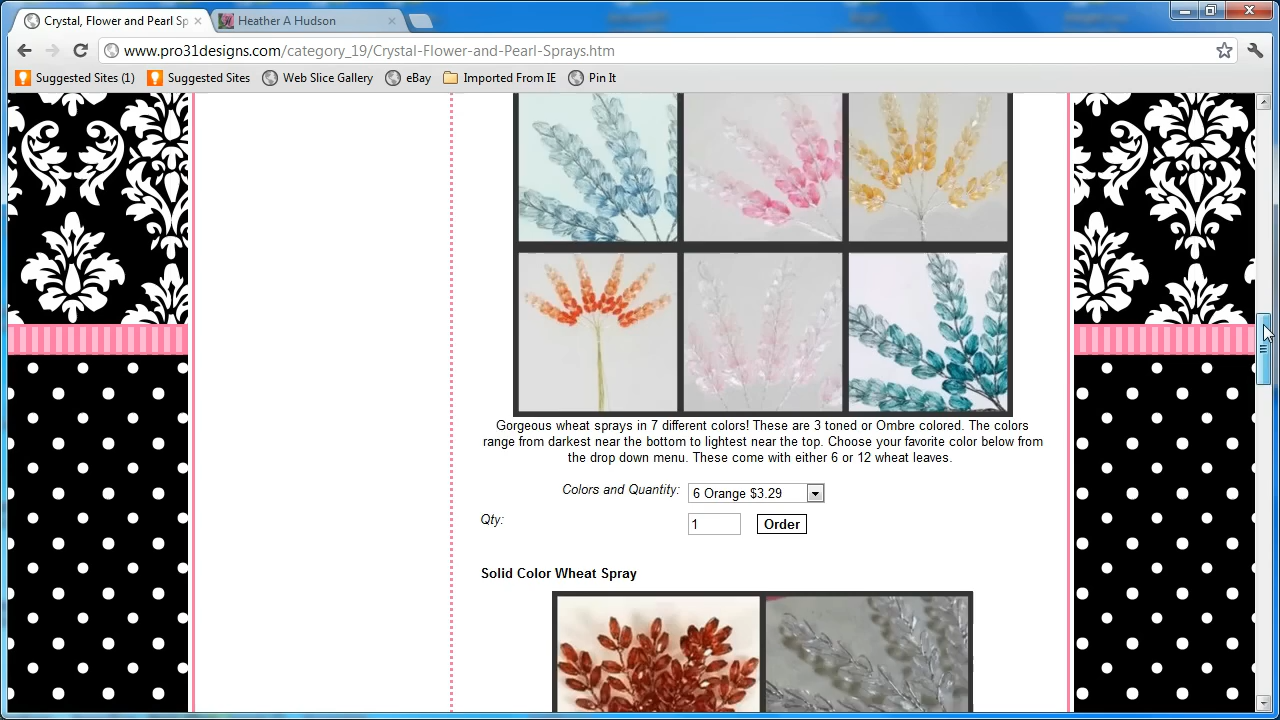 Crystal, Flower and Pearl Sp
Heather A Hudson
www.pro31designs.com/category_19/Crystal-Flower-and-Pearl-Sprays.htm
Suggested Sites (1)
Suggested Sites
Web Slice Gallery
eBay
Imported From IE
Pin It
Gorgeous wheat sprays in 7 different colors! These are 3 toned or Ombre colored. The colors
range from darkest near the bottom to lightest near the top. Choose your favorite color below from
the drop down menu. These come with either 6 or 12 wheat leaves.
Colors and Quantity: 6 Orange $3.29
Qty: 1 Order
Solid Color Wheat Spray